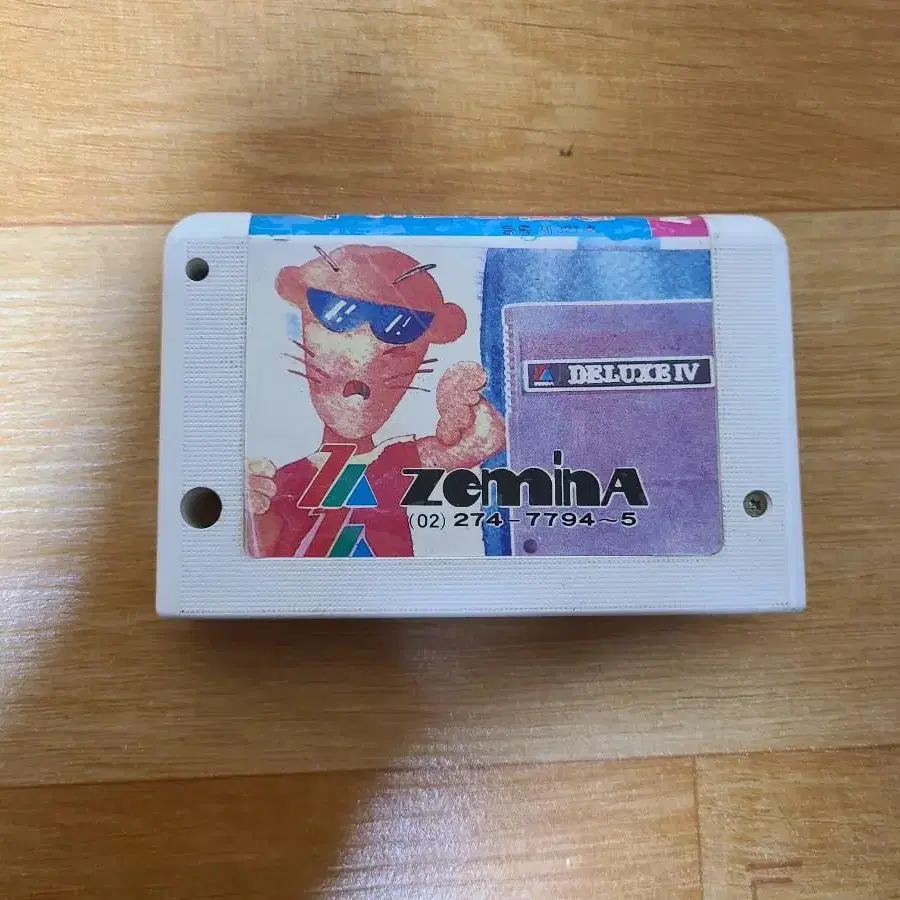 DELUXE IV
zeminA
(02) 274-7794~5